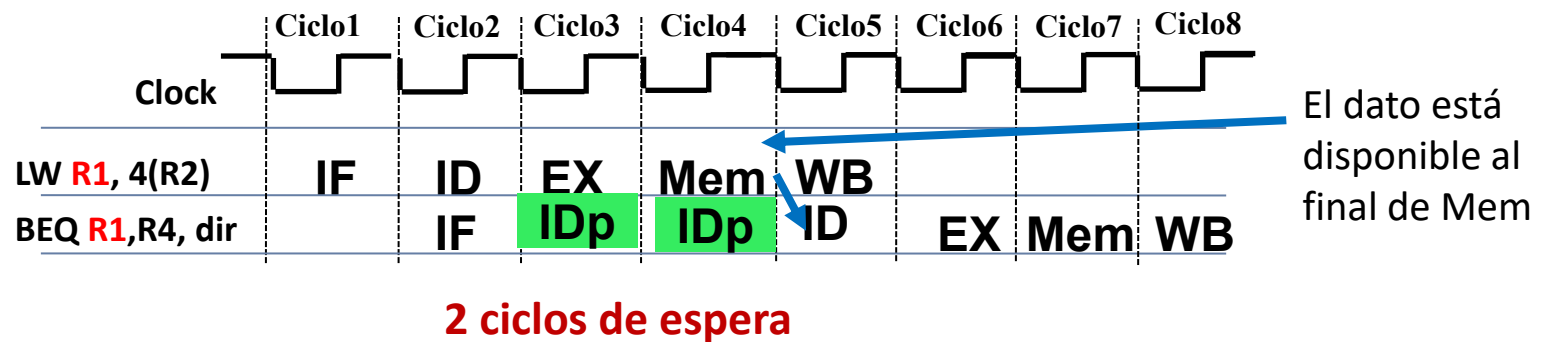 Ciclo1 Ciclo2 Ciclo3 Ciclo4 Ciclo5 Ciclo6 Ciclo7 Ciclo8
Clock
El dato está
disponible al
final de Mem
LW R1, 4(R2) IF ID EX Mem WB
BEQ R1,R4, dir IF IDp IDp ID EX Mem WB
2 ciclos de espera